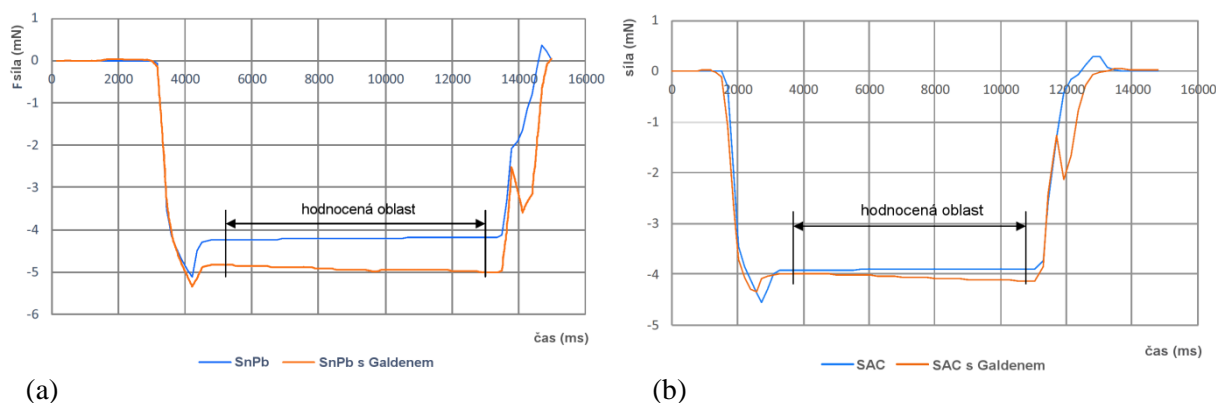 Fsíla (mN)
1
0
-1
-2
-3
-4
-5
-6
0
2000
4000
6000
8000
10000
12000
14000
16000
hodnocená oblast
čas (ms)
SnPb
SnPb s Galdenem
(a)
síla (mN)
1
0
-1
-2
-3
-4
-5
0
2000
4000
6000
8000
10000
12000
14000
16000
hodnocená oblast
čas (ms)
SAC
SAC s Galdenem
(b)